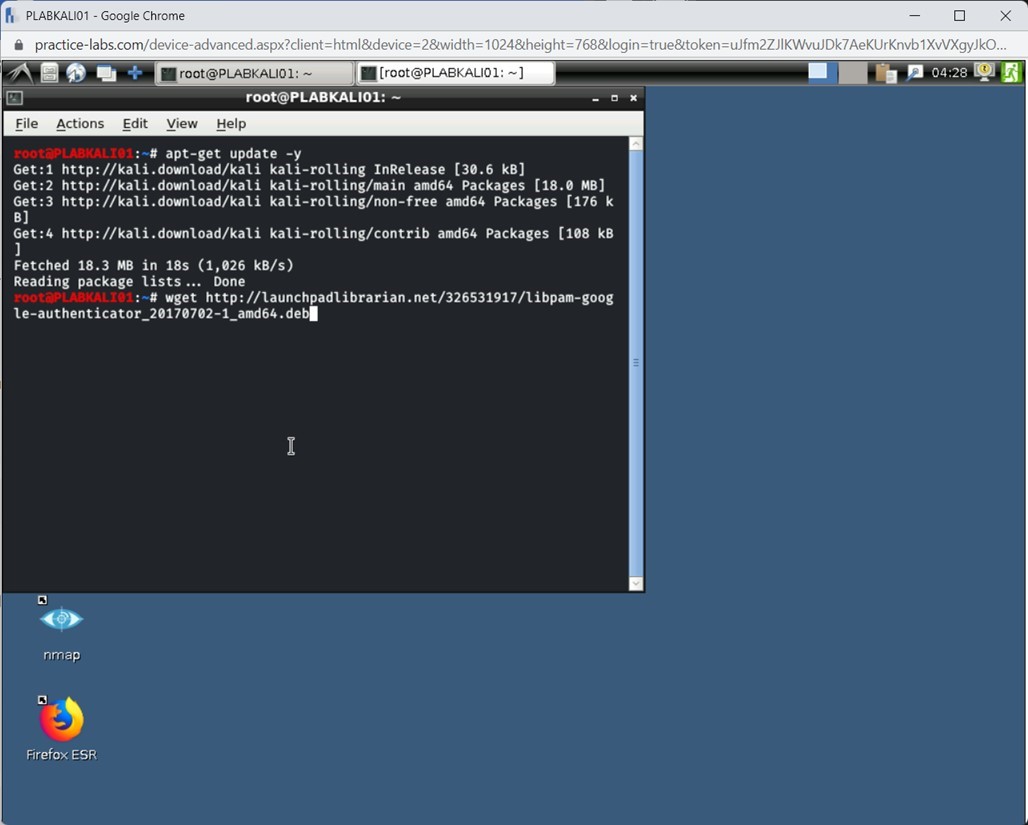 PLABKALI01 - Google Chrome
practice-labs.com/device-advanced.aspx?client=html&device=2&width=1024&height=768&login=true&token=uJfm2ZJlKWvuJDk7AeKUrKnvb1XvVXgyJkO...
root@PLABKALI01: ~
[root@PLABKALI01: ~]
04:28
root@PLABKALI01: ~
File Actions Edit View Help
root@PLABKALI01:~# apt-get update -y
Get:1 http://kali.download/kali kali-rolling InRelease [30.6 kB]
Get:2 http://kali.download/kali kali-rolling/main amd64 Packages [18.0 MB]
Get:3 http://kali.download/kali kali-rolling/non-free amd64 Packages [176 k
B]
Get:4 http://kali.download/kali kali-rolling/contrib amd64 Packages [108 kB
]
Fetched 18.3 MB in 18s (1,026 kB/s)
Reading package lists... Done
root@PLABKALI01:~# wget http://launchpadlibrarian.net/326531917/libpam-goog
le-authenticator_20170702-1_amd64.deb
nmap
Firefox ESR